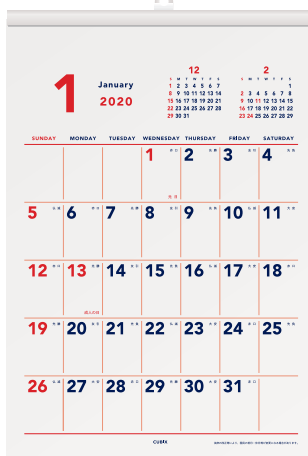 1
January
2020
12
S M T W T F S
1 2 3 4 5 6 7
8 9 10 11 12 13 14
15 16 17 18 19 20 21
22 23 24 25 26 27 28
29 30 31
2
S M T W T F S
1
2 3 4 5 6 7 8
9 10 11 12 13 14 15
16 17 18 19 20 21 22
23 24 25 26 27 28 29
SUNDAY MONDAY TUESDAY WEDNESDAY THURSDAY FRIDAY SATURDAY
1 2 3 4
元日
5 6 7 8 9 10 11
12 13 14 15 16 17 18
成人の日
19 20 21 22 23 24 25
26 27 28 29 30 31
CUBIX